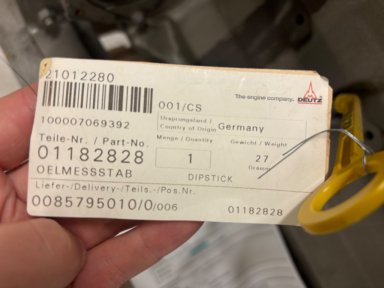 21012280
001/CS
The engine company. DEUTZ
100007069392
Ursprungsland / Country of Origin Germany
Teile-Nr. / Part-No.
Menge / Quantity
Gewicht / Weight
01182828
1
27
OELMESSSTAB
DIPSTICK
Liefer-/Delivery-/Teils.-/Pos.Nr.
0085795010/0/006
01182828